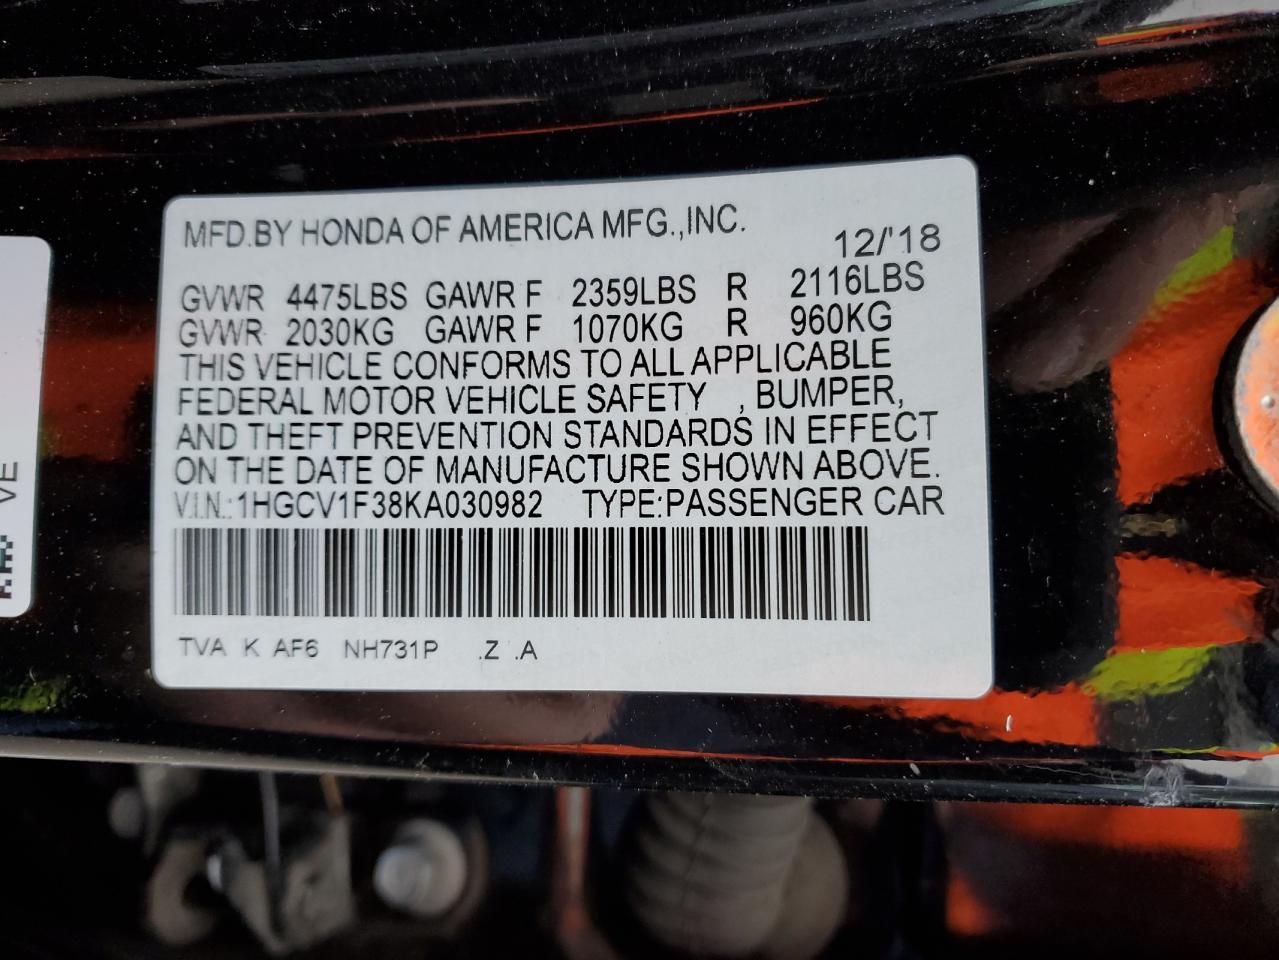 MFD.BY HONDA OF AMERICA MFG.,INC.
12/'18
GVWR 4475LBS GAWR F 2359LBS R 2116LBS
GVWR 2030KG GAWR F 1070KG R 960KG
THIS VEHICLE CONFORMS TO ALL APPLICABLE
FEDERAL MOTOR VEHICLE SAFETY , BUMPER,
AND THEFT PREVENTION STANDARDS IN EFFECT
ON THE DATE OF MANUFACTURE SHOWN ABOVE.
V.I.N.: 1HGCV1F38KA030982 TYPE:PASSENGER CAR
TVA K AF6 NH731P .Z .A
VE